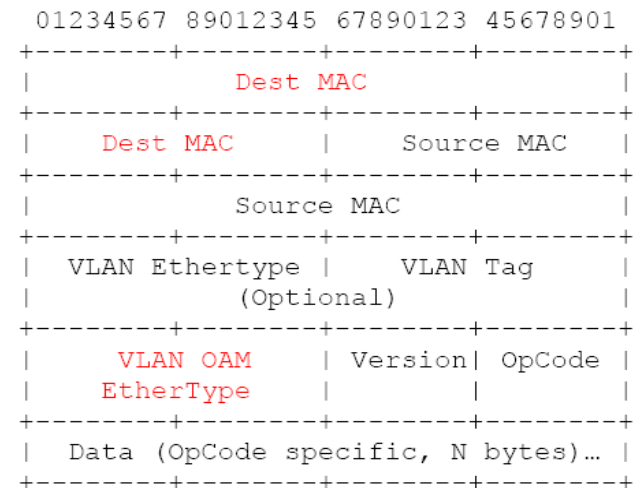 01234567 89012345 67890123 45678901
+--------+--------+--------+--------+
| Dest MAC |
+--------+--------+--------+--------+
| Dest MAC | Source MAC |
+--------+--------+--------+--------+
| Source MAC |
+--------+--------+--------+--------+
| VLAN Ethertype | VLAN Tag |
| (Optional) |
+--------+--------+--------+--------+
| VLAN OAM | Version| OpCode |
| EtherType | | |
+--------+--------+--------+--------+
| Data (OpCode specific, N bytes)… |
+--------+--------+--------+--------+